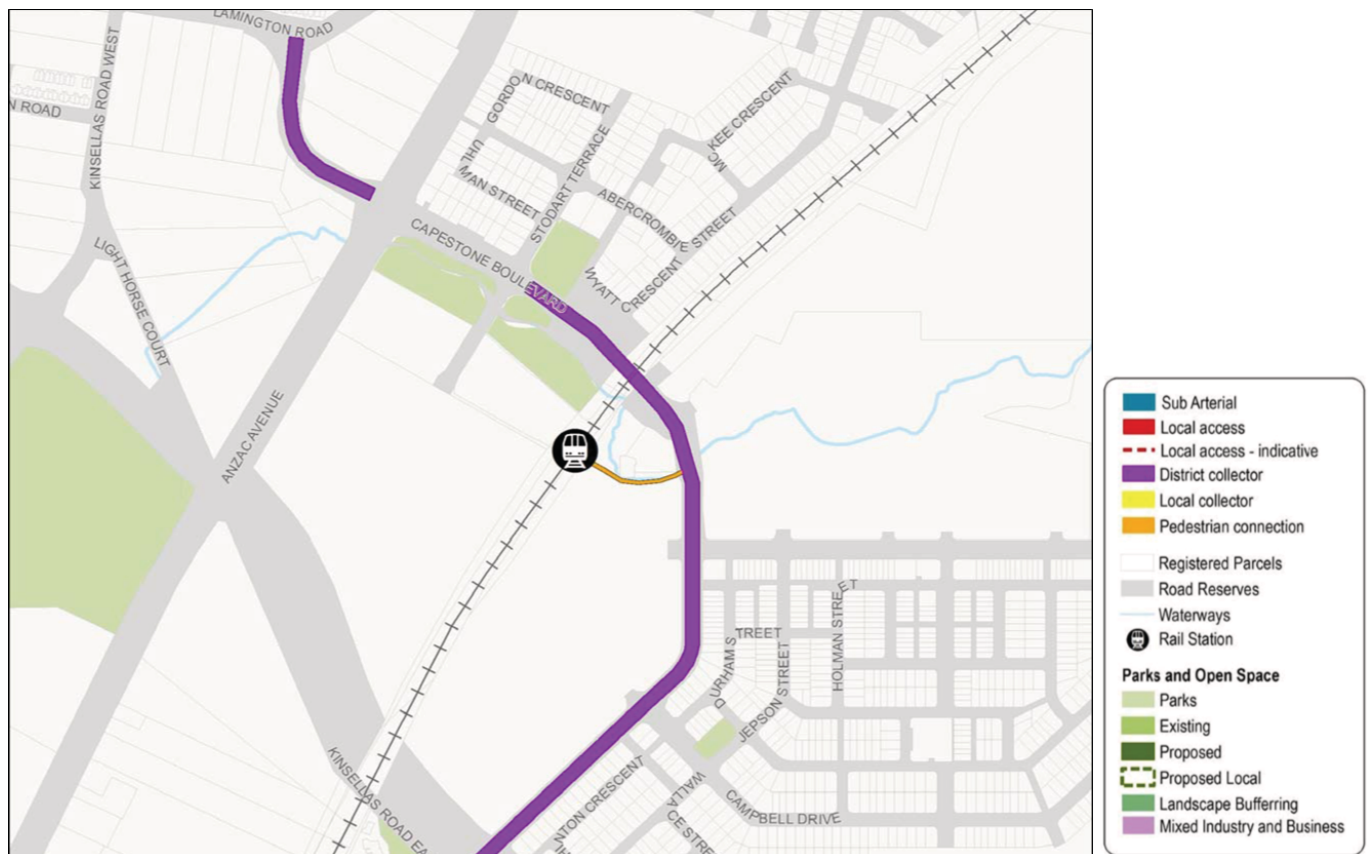 LAMINGTON ROAD
KINSELLAS ROAD WEST
N ROAD
GORDON CRESCENT
UHLMAN STREET
STODART TERRACE
MC KEE CRESCENT
ABERCROMBIE STREET
WYATT CRESCENT
CAPESTONE BOULEVARD
LIGHT HORSE COURT
ANZAC AVENUE
DURHAM STREET
HOLMAN STREET
JEPSON STREET
KINSELLAS ROAD EA
NTON CRESCENT
WALLACE STREET
CAMPBELL DRIVE
Sub Arterial
Local access
Local access - indicative
District collector
Local collector
Pedestrian connection
Registered Parcels
Road Reserves
Waterways
Rail Station
Parks and Open Space
Parks
Existing
Proposed
Proposed Local
Landscape Bufferring
Mixed Industry and Business